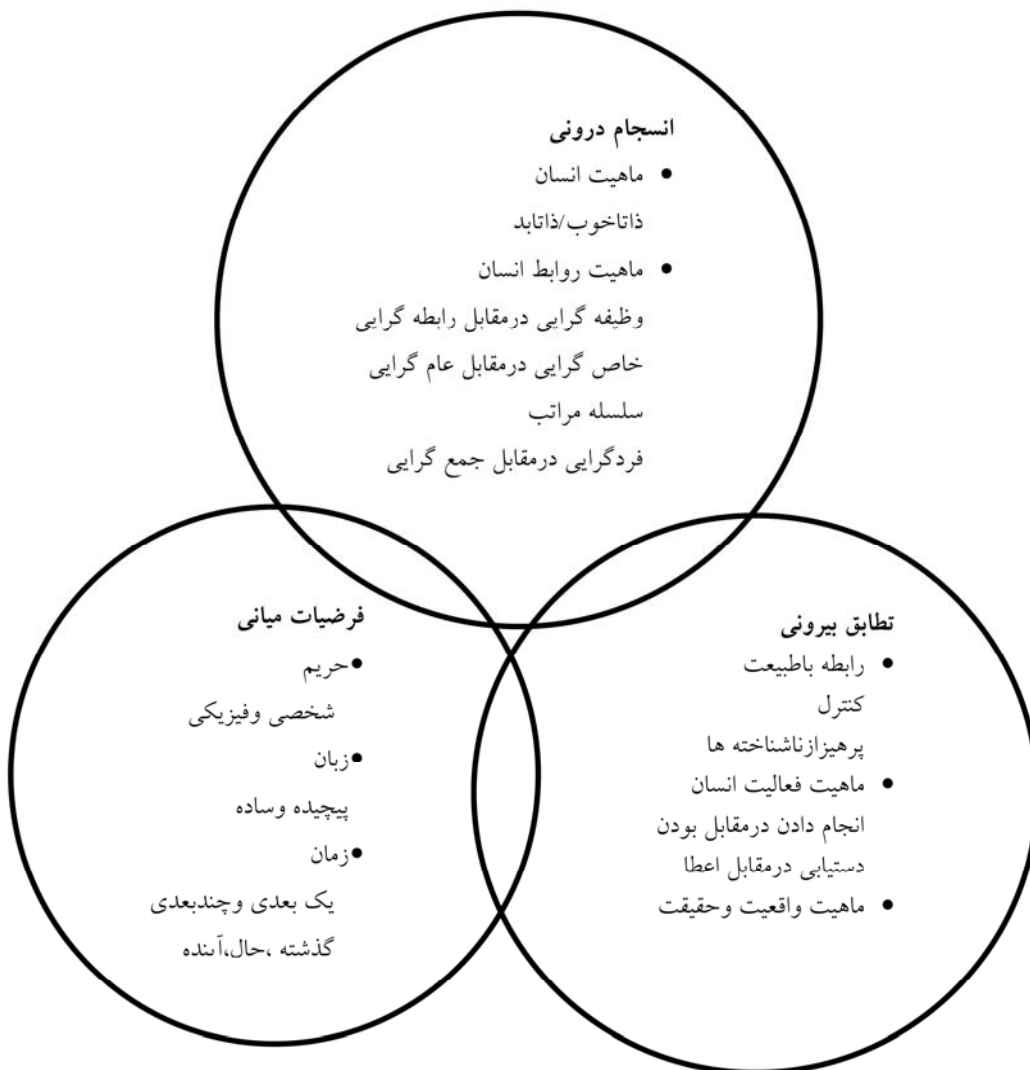 انسجام درونی
• ماهیت انسان
ذاتاخوب/ذاتابد
• ماهیت روابط انسان
وظیفه گرایی درمقابل رابطه گرایی
خاص گرایی درمقابل عام گرایی
سلسله مراتب
فردگرایی درمقابل جمع گرایی
تطابق بیرونی
• رابطه باطبیعت
کنترل
پرهیزازناشناخته ها
• ماهیت فعالیت انسان
انجام دادن درمقابل بودن
دستیابی درمقابل اعطا
• ماهیت واقعیت وحقیقت
فرضیات میانی
•حریم
شخصی وفیزیکی
•زبان
پیچیده وساده
•زمان
یک بعدی وچندبعدی
گذشته ،حال،آینده